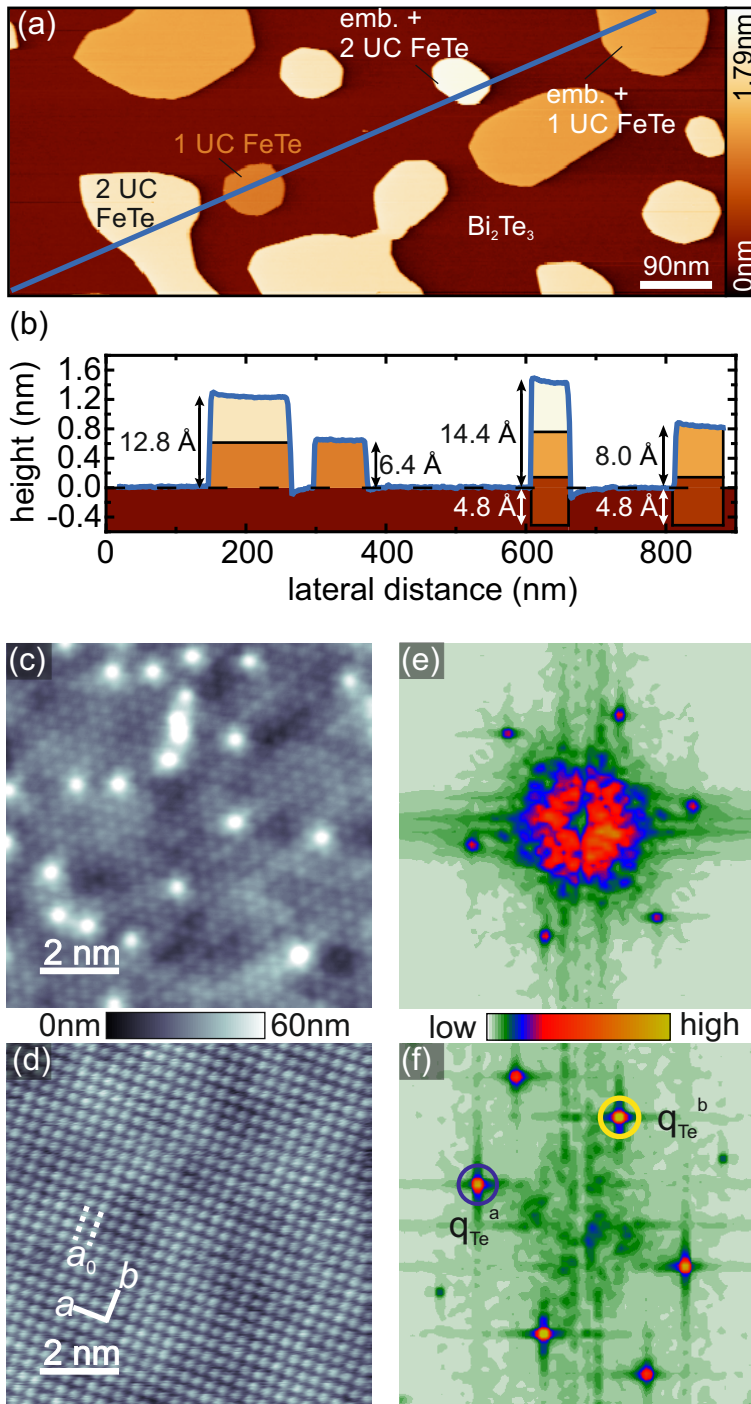 (a)
emb. +
2 UC FeTe
emb. +
1 UC FeTe
1 UC FeTe
2 UC
FeTe
Bi₂Te₃
90nm
1.79nm
0nm
(b)
height (nm)
1.6
1.2
0.8
0.4
0.0
-0.4
12.8 Å
6.4 Å
14.4 Å
8.0 Å
4.8 Å
4.8 Å
0 200 400 600 800
lateral distance (nm)
(c)
2 nm
(e)
0nm 60nm
low high
(d)
a₀
b
a
2 nm
(f)
q_Te^b
q_Te^a